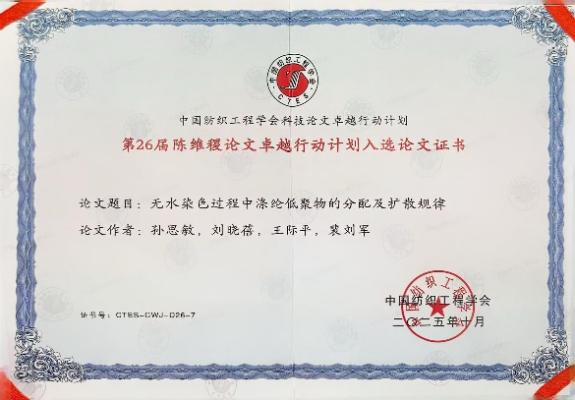 中国纺织工程学会
CTES
中国纺织工程学会科技论文卓越行动计划
第26届陈维稷论文卓越行动计划入选论文证书
论文题目：无水染色过程中涤纶低聚物的分配及扩散规律
论文作者：孙思敏，刘晓蓓，王际平，裴刘军
中国纺织工程学会
二〇二五年十月
证书号：CTES-CWJ-D26-7